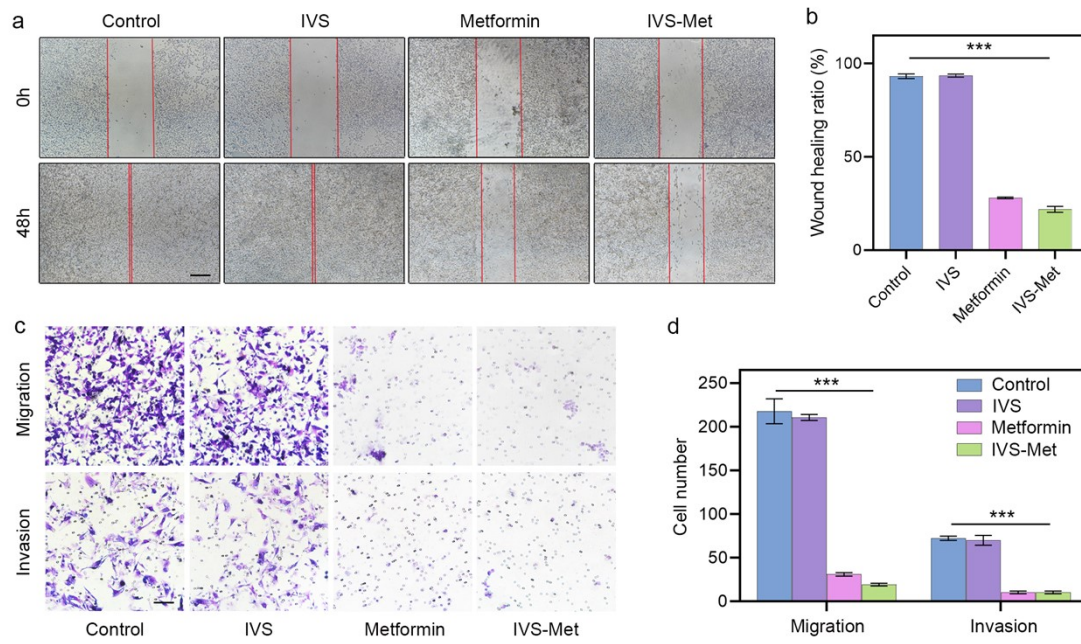 a
Control IVS Metformin IVS-Met
0h
48h
b
Wound healing ratio (%)
100
50
0
***
Control IVS Metformin IVS-Met
c
Migration
Invasion
Control IVS Metformin IVS-Met
d
Cell number
250
200
150
100
50
0
***
***
Control
IVS
Metformin
IVS-Met
Migration Invasion